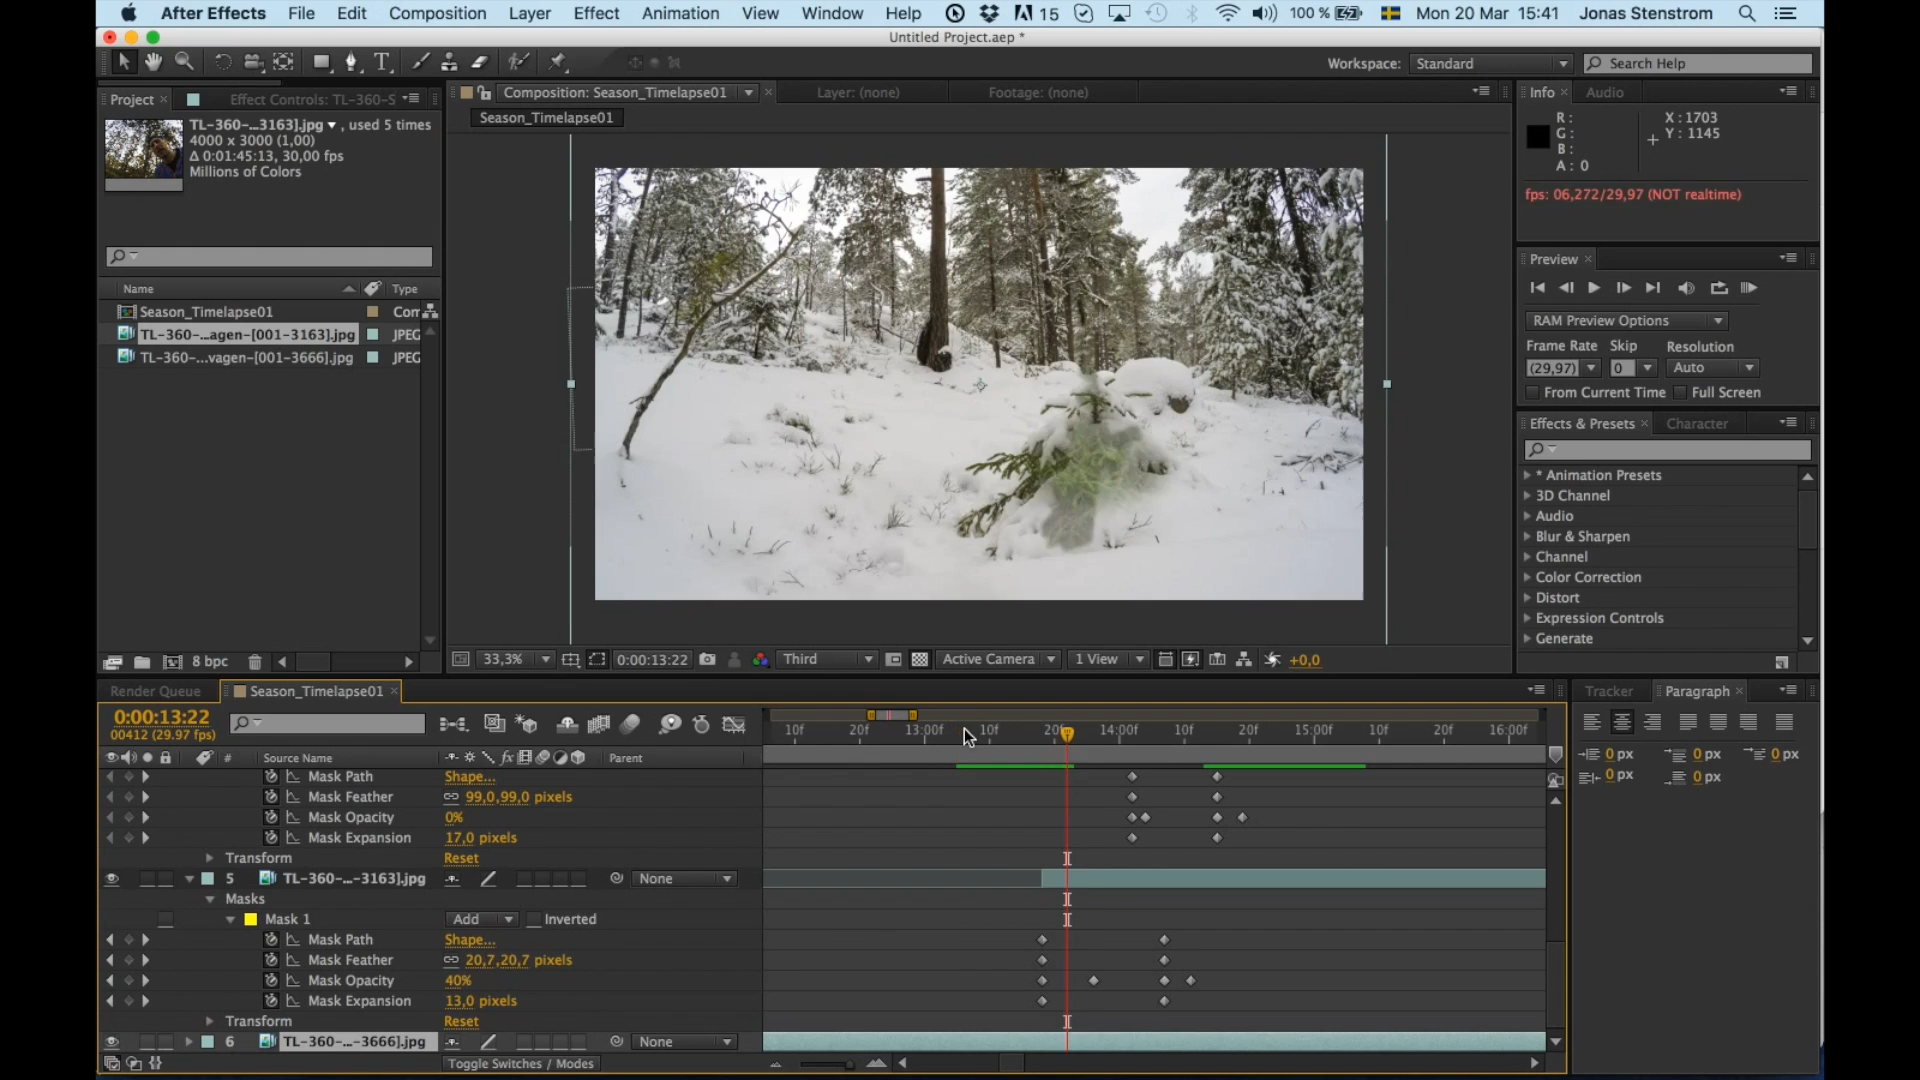 After Effects File Edit Composition Layer Effect Animation View Window Help 15 100 % Mon 20 Mar 15:41 Jonas Stenstrom
Untitled Project.aep *
Workspace: Standard Search Help
Project × Effect Controls: TL-360-S
TL-360-...3163].jpg ▾ , used 5 times
4000 x 3000 (1,00)
Δ 0:01:45:13, 30,00 fps
Millions of Colors
Name Type
Season_Timelapse01 Com
TL-360-...agen-[001-3163].jpg JPEG
TL-360-...vagen-[001-3666].jpg JPEG
8 bpc
Composition: Season_Timelapse01 × Layer: (none) Footage: (none)
Season_Timelapse01
33,3% 0:00:13:22 Third Active Camera 1 View +0,0
Info × Audio
R: X : 1703
G: Y : 1145
B:
A: 0
fps: 06,272/29,97 (NOT realtime)
Preview ×
RAM Preview Options
Frame Rate Skip Resolution
(29,97) 0 Auto
From Current Time Full Screen
Effects & Presets × Character
* Animation Presets
3D Channel
Audio
Blur & Sharpen
Channel
Color Correction
Distort
Expression Controls
Generate
Render Queue Season_Timelapse01 ×
0:00:13:22
00412 (29.97 fps)
10f 20f 13:00f 10f 20f 14:00f 10f 20f 15:00f 10f 20f 16:00f
# Source Name fx Parent
Mask Path Shape...
Mask Feather 99,0,99,0 pixels
Mask Opacity 0%
Mask Expansion 17,0 pixels
Transform Reset
5 TL-360-...-3163].jpg None
Masks
Mask 1 Add Inverted
Mask Path Shape...
Mask Feather 20,7,20,7 pixels
Mask Opacity 40%
Mask Expansion 13,0 pixels
Transform Reset
6 TL-360-...-3666].jpg None
Toggle Switches / Modes
Tracker Paragraph ×
0 px 0 px 0 px
0 px 0 px